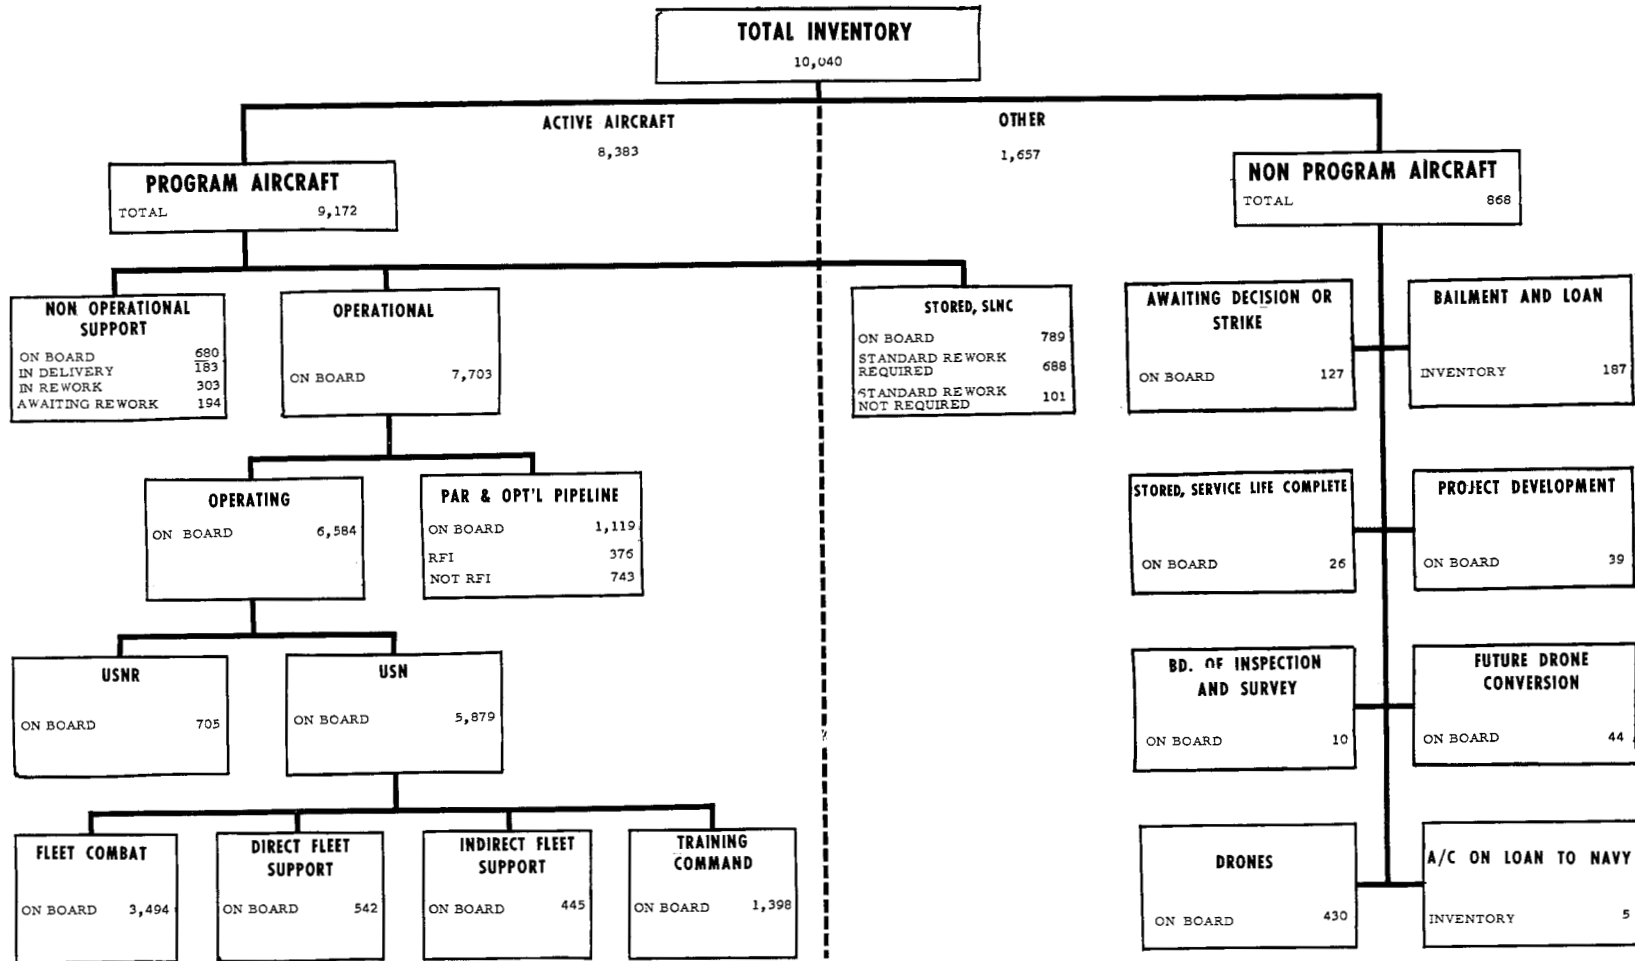 TOTAL INVENTORY
10,040
ACTIVE AIRCRAFT
8,383
OTHER
1,657
PROGRAM AIRCRAFT
TOTAL 9,172
NON PROGRAM AIRCRAFT
TOTAL 868
NON OPERATIONAL
SUPPORT
ON BOARD 680
IN DELIVERY 183
IN REWORK 303
AWAITING REWORK 194
OPERATIONAL
ON BOARD 7,703
STORED, SLNC
ON BOARD 789
STANDARD REWORK
REQUIRED 688
STANDARD REWORK
NOT REQUIRED 101
AWAITING DECISION OR
STRIKE
ON BOARD 127
BAILMENT AND LOAN
INVENTORY 187
OPERATING
ON BOARD 6,584
PAR & OPT'L PIPELINE
ON BOARD 1,119
RFI 376
NOT RFI 743
STORED, SERVICE LIFE COMPLETE
ON BOARD 26
PROJECT DEVELOPMENT
ON BOARD 39
USNR
ON BOARD 705
USN
ON BOARD 5,879
BD. OF INSPECTION
AND SURVEY
ON BOARD 10
FUTURE DRONE
CONVERSION
ON BOARD 44
FLEET COMBAT
ON BOARD 3,494
DIRECT FLEET
SUPPORT
ON BOARD 542
INDIRECT FLEET
SUPPORT
ON BOARD 445
TRAINING
COMMAND
ON BOARD 1,398
DRONES
ON BOARD 430
A/C ON LOAN TO NAVY
INVENTORY 5